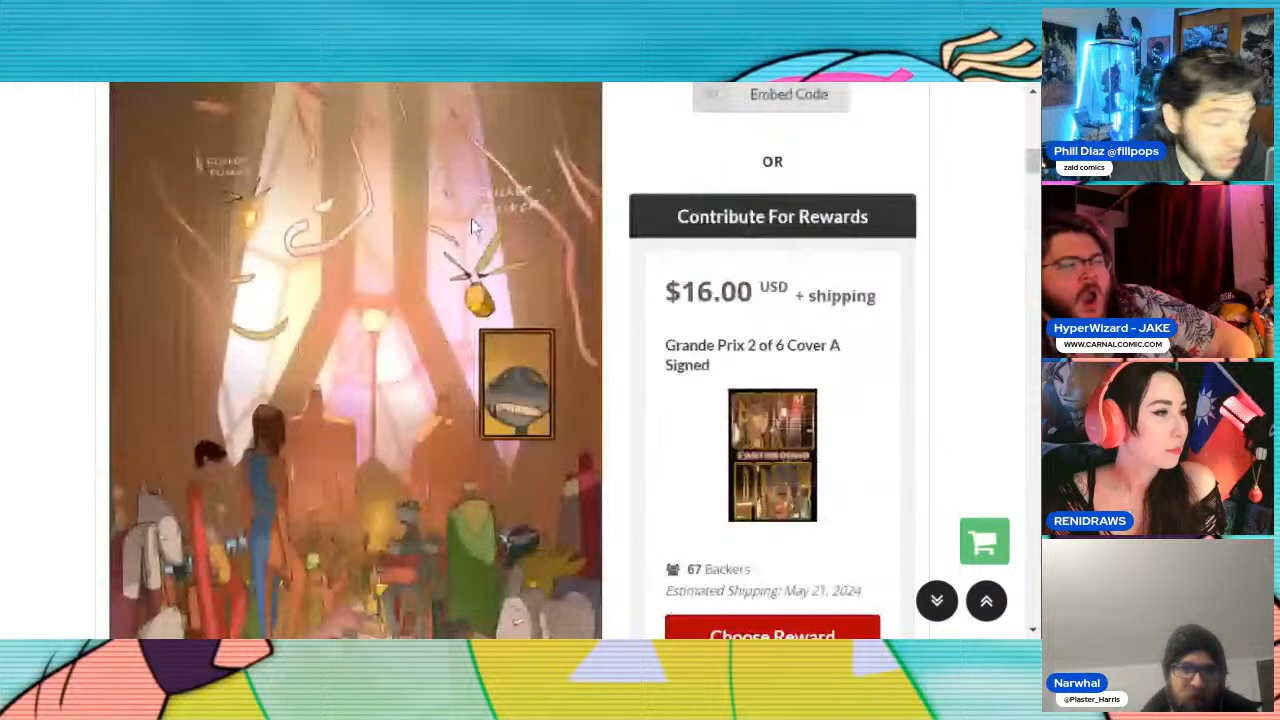 Embed Code
OR
Contribute For Rewards
$16.00 USD + shipping
Grande Prix 2 of 6 Cover A
Signed
67 Backers
Estimated Shipping: May 21, 2024
Choose Reward
Phill Diaz @fillpops
zaid comics
HyperWizard - JAKE
WWW.CARNALCOMIC.COM
RENIDRAWS
Narwhal
@Plaster_Harris